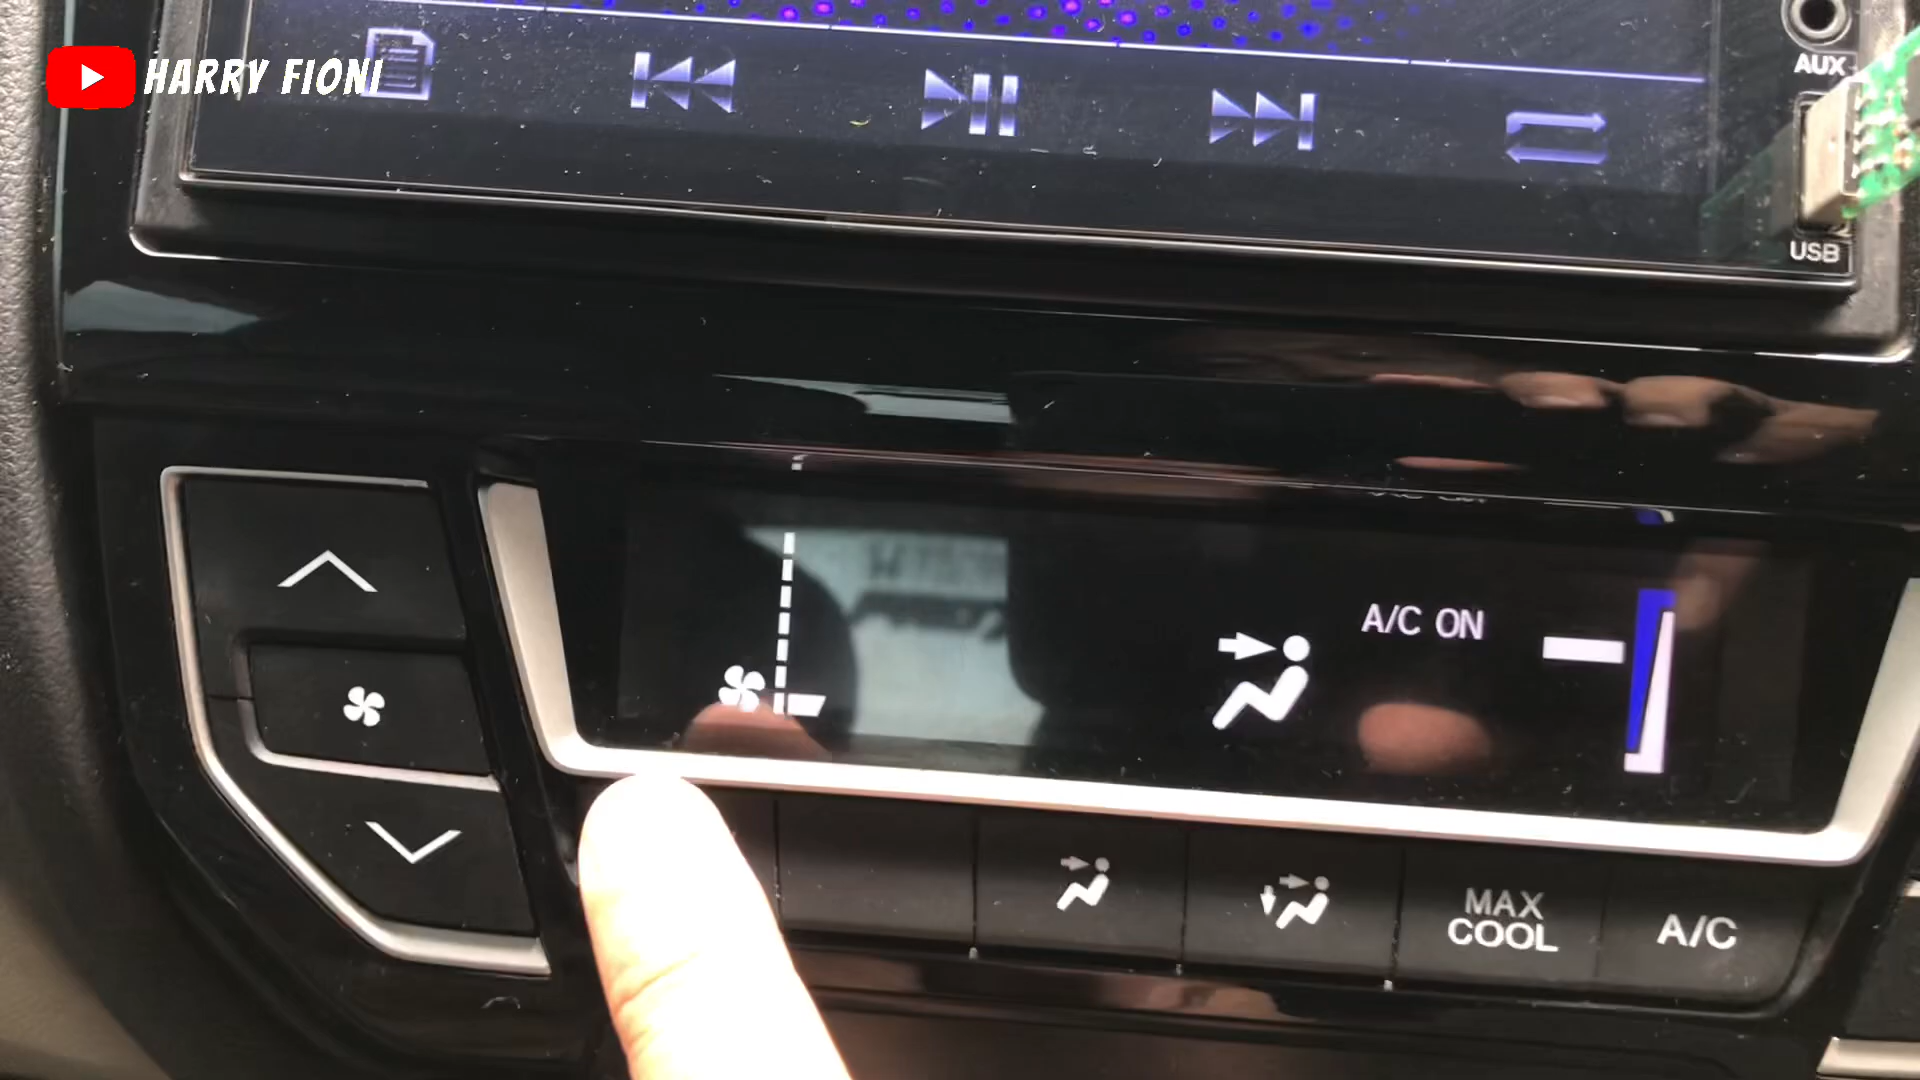 HARRY FIONI
AUX
USB
A/C ON
MAX
COOL
A/C